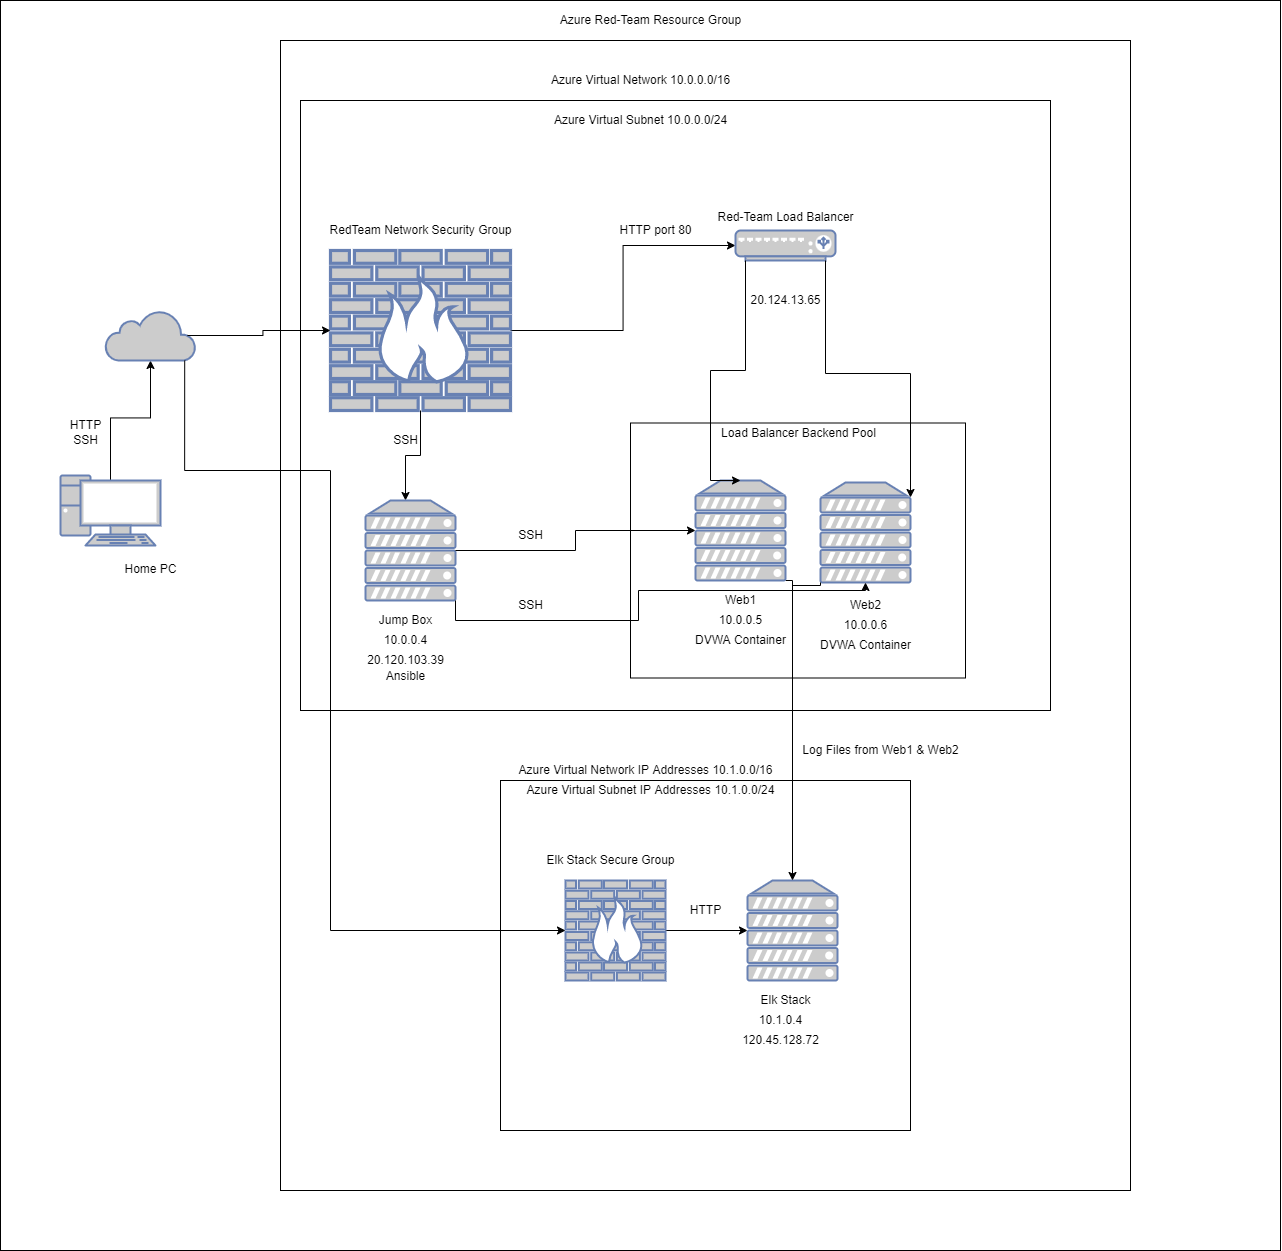 Azure Red-Team Resource Group
Azure Virtual Network 10.0.0.0/16
Azure Virtual Subnet 10.0.0.0/24
RedTeam Network Security Group
HTTP port 80
Red-Team Load Balancer
20.124.13.65
HTTP
SSH
Home PC
SSH
Load Balancer Backend Pool
SSH
SSH
Jump Box
10.0.0.4
20.120.103.39
Ansible
Web1
10.0.0.5
DVWA Container
Web2
10.0.0.6
DVWA Container
Log Files from Web1 & Web2
Azure Virtual Network IP Addresses 10.1.0.0/16
Azure Virtual Subnet IP Addresses 10.1.0.0/24
Elk Stack Secure Group
HTTP
Elk Stack
10.1.0.4
120.45.128.72